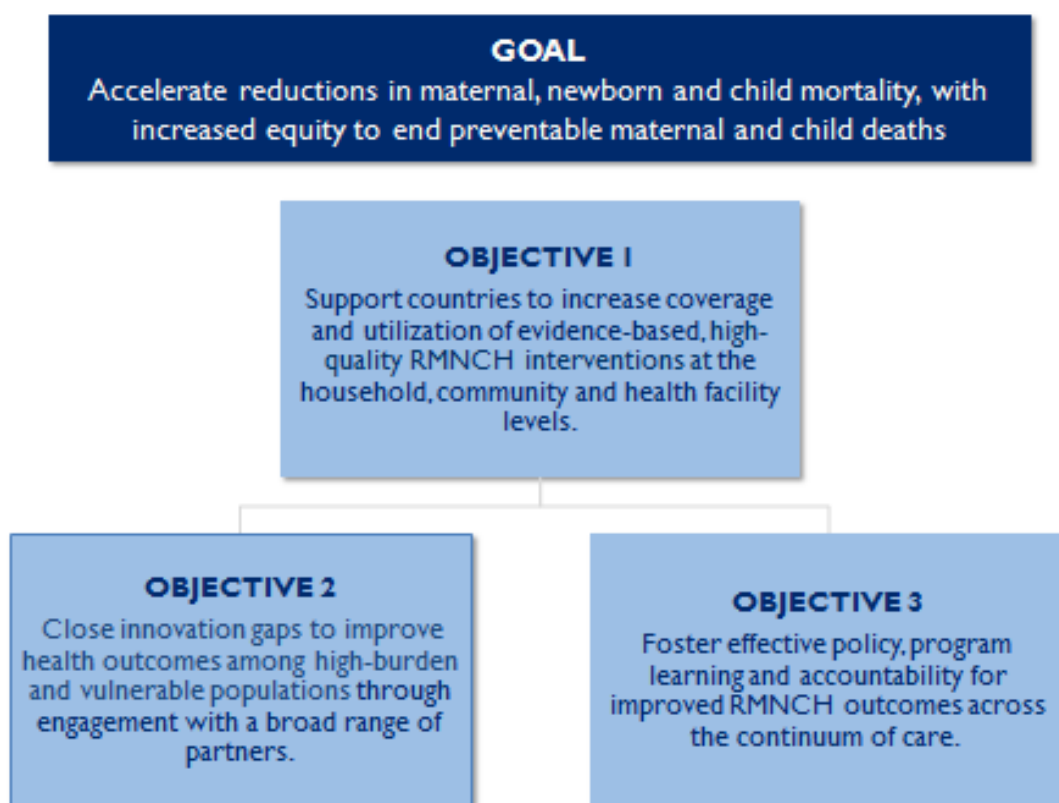 GOAL
Accelerate reductions in maternal, newborn and child mortality, with
increased equity to end preventable maternal and child deaths
OBJECTIVE 1
Support countries to increase coverage
and utilization of evidence-based, high-
quality RMNCH interventions at the
household, community and health facility
levels.
OBJECTIVE 2
Close innovation gaps to improve
health outcomes among high-burden
and vulnerable populations through
engagement with a broad range of
partners.
OBJECTIVE 3
Foster effective policy, program
learning and accountability for
improved RMNCH outcomes across
the continuum of care.